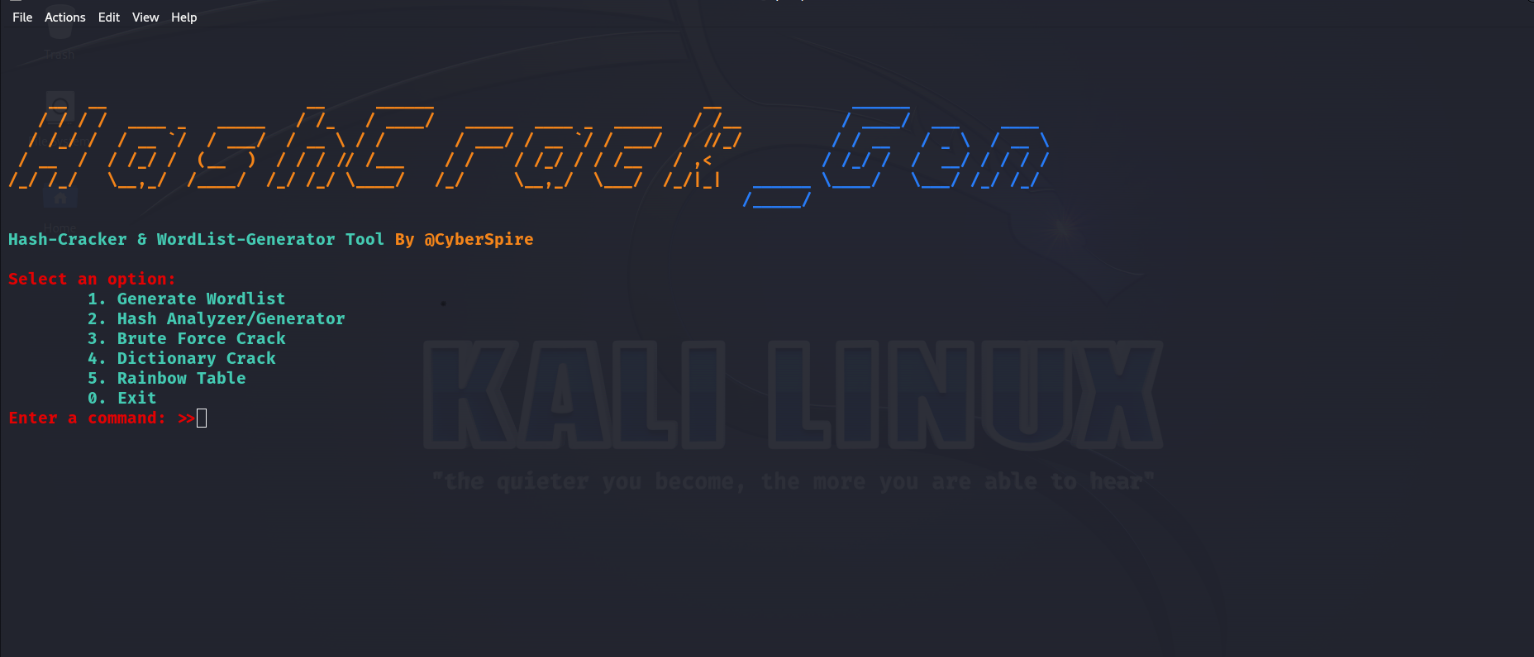 File Actions Edit View Help
HashCrack_Gen
Hash-Cracker & WordList-Generator Tool By @CyberSpire
Select an option:
1. Generate Wordlist
2. Hash Analyzer/Generator
3. Brute Force Crack
4. Dictionary Crack
5. Rainbow Table
0. Exit
Enter a command: >>
KALI LINUX
"the quieter you become, the more you are able to hear"